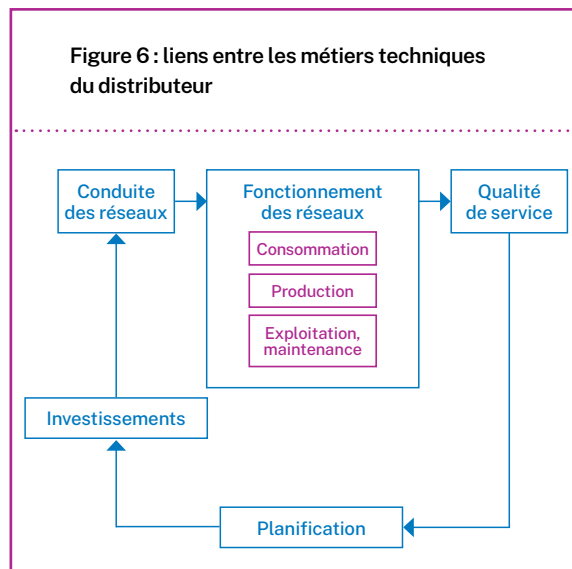 Figure 6 : liens entre les métiers techniques
du distributeur
Conduite
des réseaux
Fonctionnement
des réseaux
Consommation
Production
Exploitation,
maintenance
Qualité
de service
Investissements
Planification